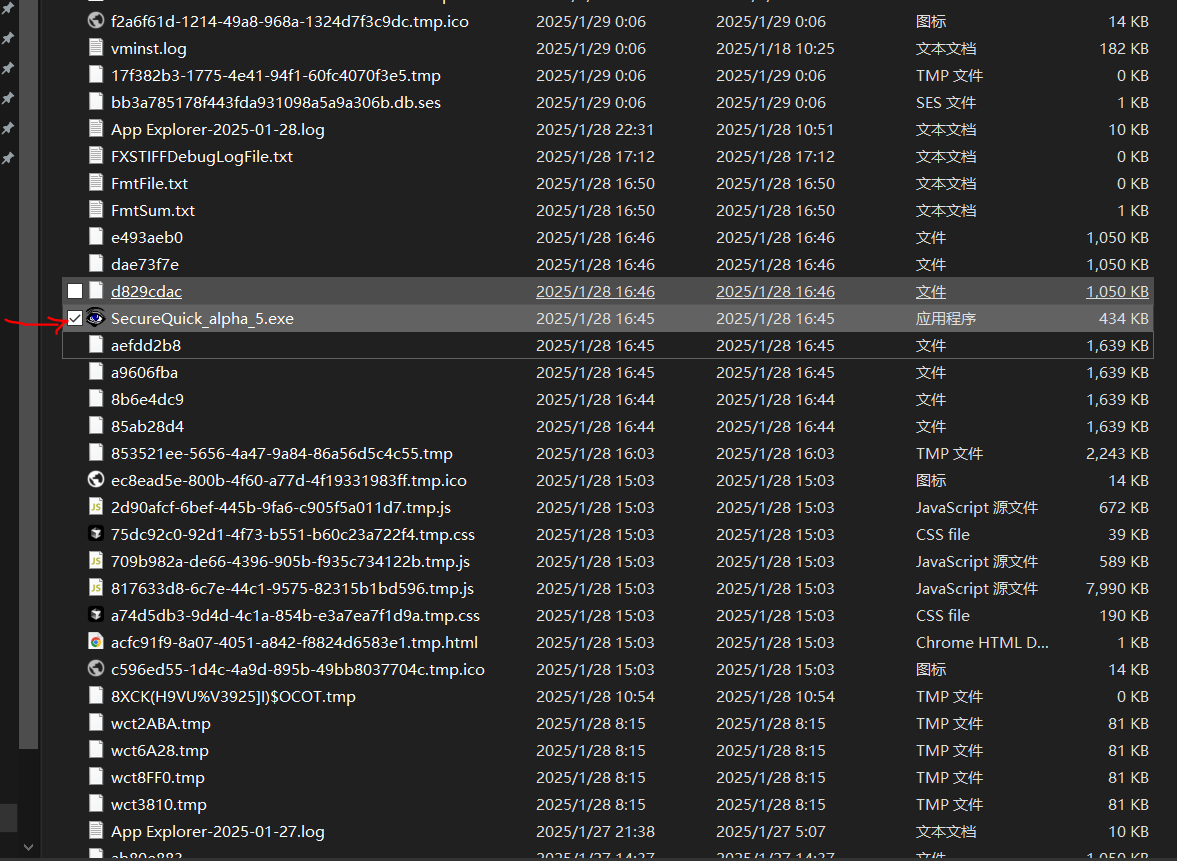 f2a6f61d-1214-49a8-968a-1324d7f3c9dc.tmp.ico 2025/1/29 0:06 2025/1/29 0:06 图标 14 KB
vminst.log 2025/1/29 0:06 2025/1/18 10:25 文本文档 182 KB
17f382b3-1775-4e41-94f1-60fc4070f3e5.tmp 2025/1/29 0:06 2025/1/29 0:06 TMP 文件 0 KB
bb3a785178f443fda931098a5a9a306b.db.ses 2025/1/29 0:06 2025/1/29 0:06 SES 文件 1 KB
App Explorer-2025-01-28.log 2025/1/28 22:31 2025/1/28 10:51 文本文档 10 KB
FXSTIFFDebugLogFile.txt 2025/1/28 17:12 2025/1/28 17:12 文本文档 0 KB
FmtFile.txt 2025/1/28 16:50 2025/1/28 16:50 文本文档 0 KB
FmtSum.txt 2025/1/28 16:50 2025/1/28 16:50 文本文档 1 KB
e493aeb0 2025/1/28 16:46 2025/1/28 16:46 文件 1,050 KB
dae73f7e 2025/1/28 16:46 2025/1/28 16:46 文件 1,050 KB
d829cdac 2025/1/28 16:46 2025/1/28 16:46 文件 1,050 KB
SecureQuick_alpha_5.exe 2025/1/28 16:45 2025/1/28 16:45 应用程序 434 KB
aefdd2b8 2025/1/28 16:45 2025/1/28 16:45 文件 1,639 KB
a9606fba 2025/1/28 16:45 2025/1/28 16:45 文件 1,639 KB
8b6e4dc9 2025/1/28 16:44 2025/1/28 16:44 文件 1,639 KB
85ab28d4 2025/1/28 16:44 2025/1/28 16:44 文件 1,639 KB
853521ee-5656-4a47-9a84-86a56d5c4c55.tmp 2025/1/28 16:03 2025/1/28 16:03 TMP 文件 2,243 KB
ec8ead5e-800b-4f60-a77d-4f19331983ff.tmp.ico 2025/1/28 15:03 2025/1/28 15:03 图标 14 KB
2d90afcf-6bef-445b-9fa6-c905f5a011d7.tmp.js 2025/1/28 15:03 2025/1/28 15:03 JavaScript 源文件 672 KB
75dc92c0-92d1-4f73-b551-b60c23a722f4.tmp.css 2025/1/28 15:03 2025/1/28 15:03 CSS file 39 KB
709b982a-de66-4396-905b-f935c734122b.tmp.js 2025/1/28 15:03 2025/1/28 15:03 JavaScript 源文件 589 KB
817633d8-6c7e-44c1-9575-82315b1bd596.tmp.js 2025/1/28 15:03 2025/1/28 15:03 JavaScript 源文件 7,990 KB
a74d5db3-9d4d-4c1a-854b-e3a7ea7f1d9a.tmp.css 2025/1/28 15:03 2025/1/28 15:03 CSS file 190 KB
acfc91f9-8a07-4051-a842-f8824d6583e1.tmp.html 2025/1/28 15:03 2025/1/28 15:03 Chrome HTML D... 1 KB
c596ed55-1d4c-4a9d-895b-49bb8037704c.tmp.ico 2025/1/28 15:03 2025/1/28 15:03 图标 14 KB
8XCK(H9VU%V3925]I)$OCOT.tmp 2025/1/28 10:54 2025/1/28 10:54 TMP 文件 0 KB
wct2ABA.tmp 2025/1/28 8:15 2025/1/28 8:15 TMP 文件 81 KB
wct6A28.tmp 2025/1/28 8:15 2025/1/28 8:15 TMP 文件 81 KB
wct8FF0.tmp 2025/1/28 8:15 2025/1/28 8:15 TMP 文件 81 KB
wct3810.tmp 2025/1/28 8:15 2025/1/28 8:15 TMP 文件 81 KB
App Explorer-2025-01-27.log 2025/1/27 21:38 2025/1/27 5:07 文本文档 10 KB